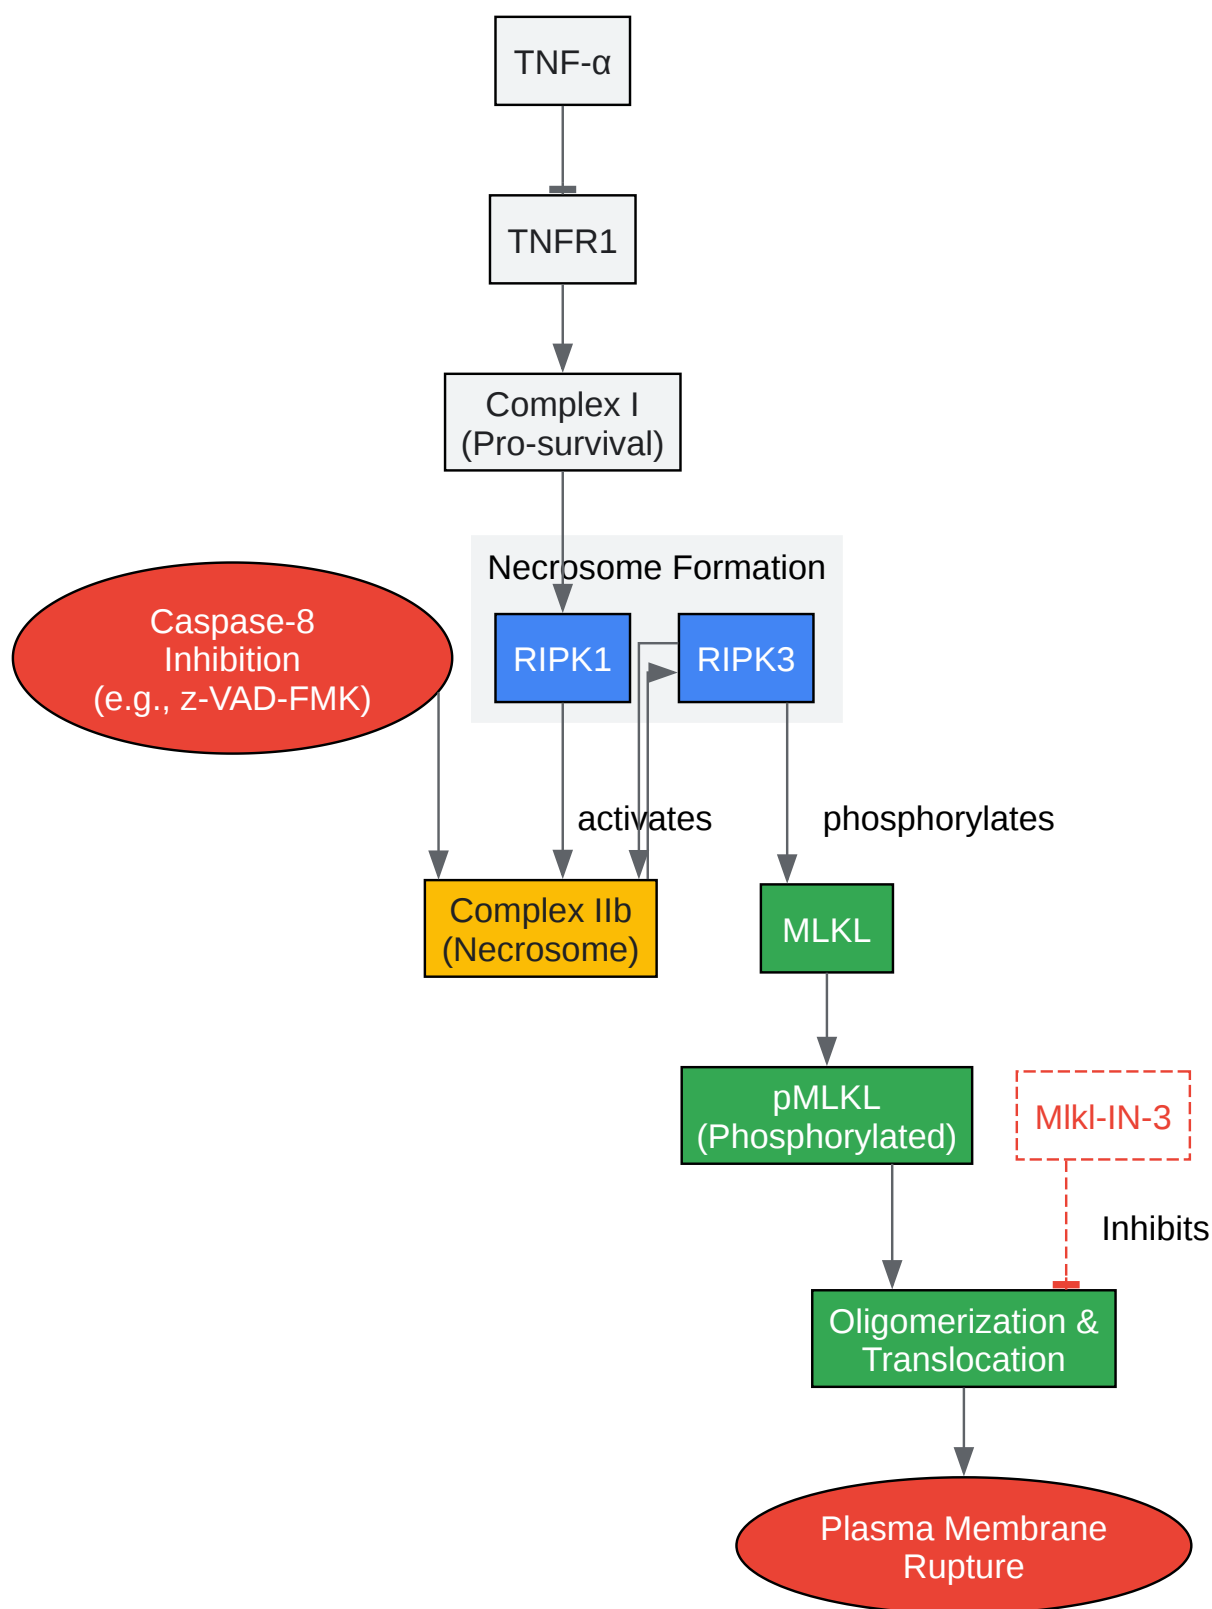 TNF-α
TNFR1
Complex I
(Pro-survival)
Necrosome Formation
Caspase-8
Inhibition
(e.g., z-VAD-FMK)
RIPK1
RIPK3
activates
phosphorylates
Complex IIb
(Necrosome)
MLKL
pMLKL
(Phosphorylated)
Mlkl-IN-3
Inhibits
Oligomerization &
Translocation
Plasma Membrane
Rupture